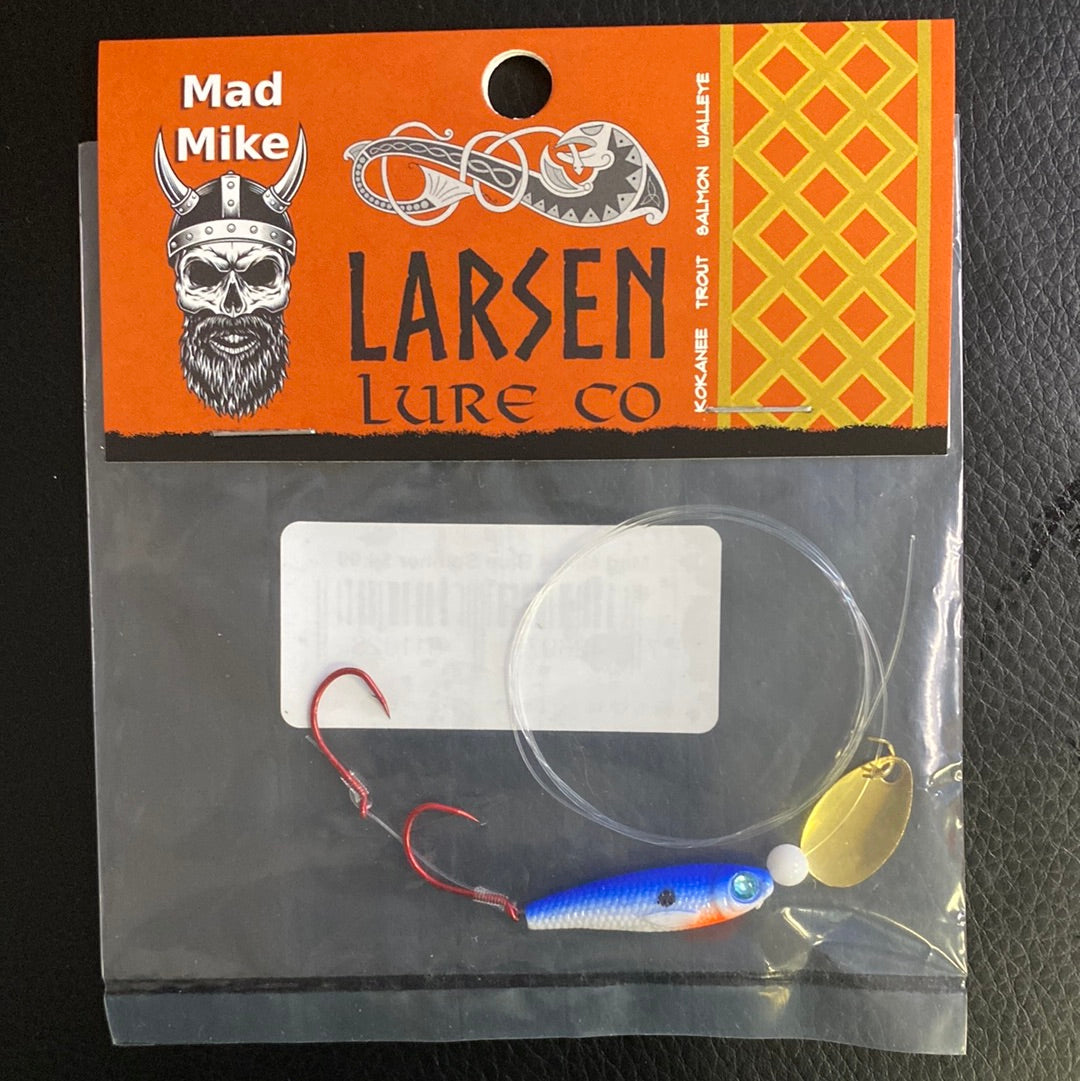 Mad
Mike
LARSEN
LURE CO
KOKANEE TROUT SALMON WALLEYE